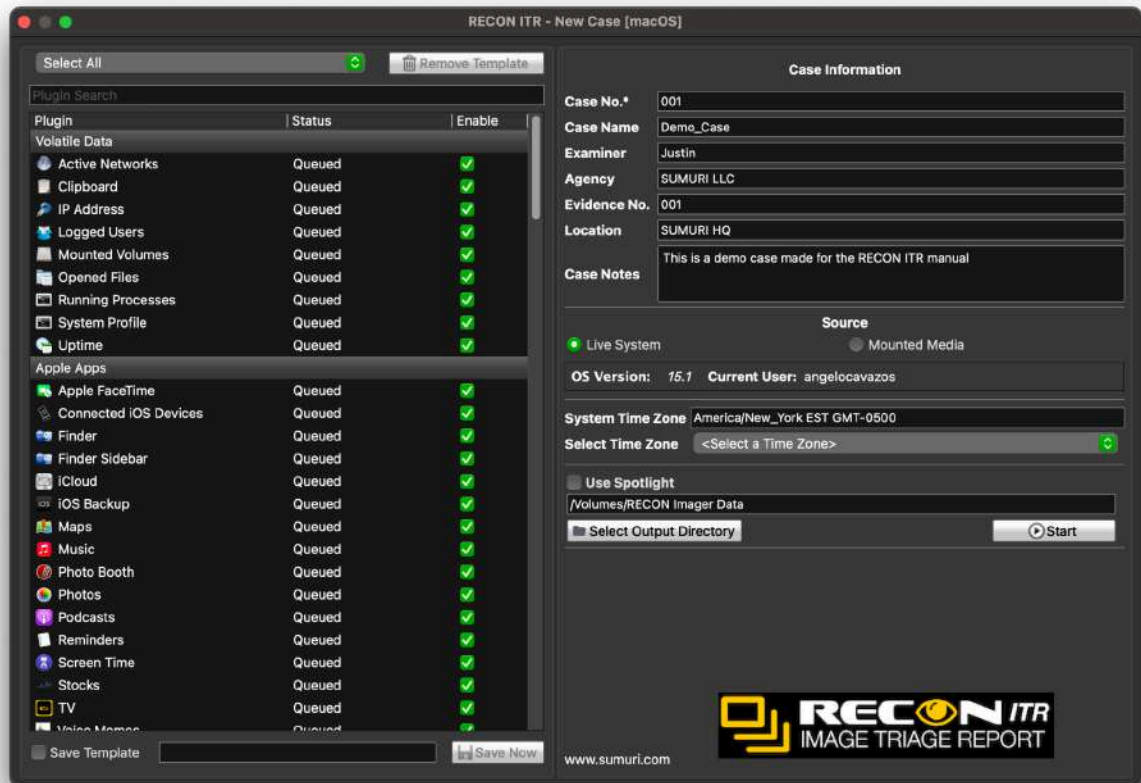 RECON ITR - New Case [macOS]
Select All
Remove Template
Plugin Search
Plugin Status Enable
Volatile Data
Active Networks Queued
Clipboard Queued
IP Address Queued
Logged Users Queued
Mounted Volumes Queued
Opened Files Queued
Running Processes Queued
System Profile Queued
Uptime Queued
Apple Apps
Apple FaceTime Queued
Connected iOS Devices Queued
Finder Queued
Finder Sidebar Queued
iCloud Queued
iOS iOS Backup Queued
Maps Queued
Music Queued
Photo Booth Queued
Photos Queued
Podcasts Queued
Reminders Queued
Screen Time Queued
Stocks Queued
TV Queued
Voice Memos Queued
Save Template
Save Now
Case Information
Case No.* 001
Case Name Demo_Case
Examiner Justin
Agency SUMURI LLC
Evidence No. 001
Location SUMURI HQ
Case Notes This is a demo case made for the RECON ITR manual
Source
Live System Mounted Media
OS Version: 15.1 Current User: angelocavazos
System Time Zone America/New_York EST GMT-0500
Select Time Zone <Select a Time Zone>
Use Spotlight
/Volumes/RECON Imager Data
Select Output Directory Start
RECON ITR
IMAGE TRIAGE REPORT
www.sumuri.com